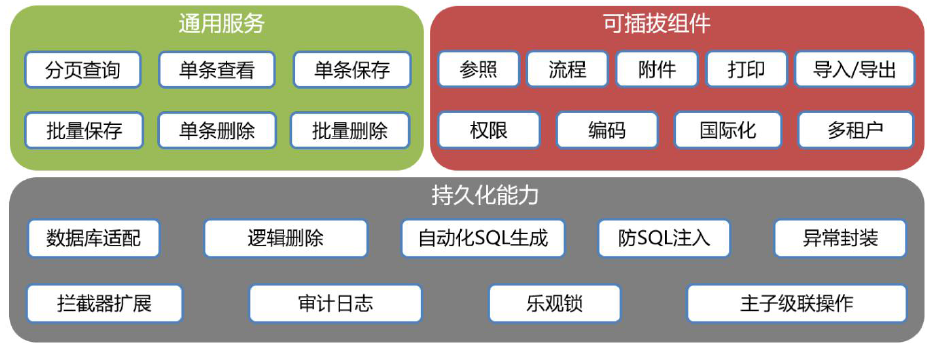 通用服务
分页查询 单条查看 单条保存
批量保存 单条删除 批量删除
可插拔组件
参照 流程 附件 打印 导入/导出
权限 编码 国际化 多租户
持久化能力
数据库适配 逻辑删除 自动化SQL生成 防SQL注入 异常封装
拦截器扩展 审计日志 乐观锁 主子级联操作